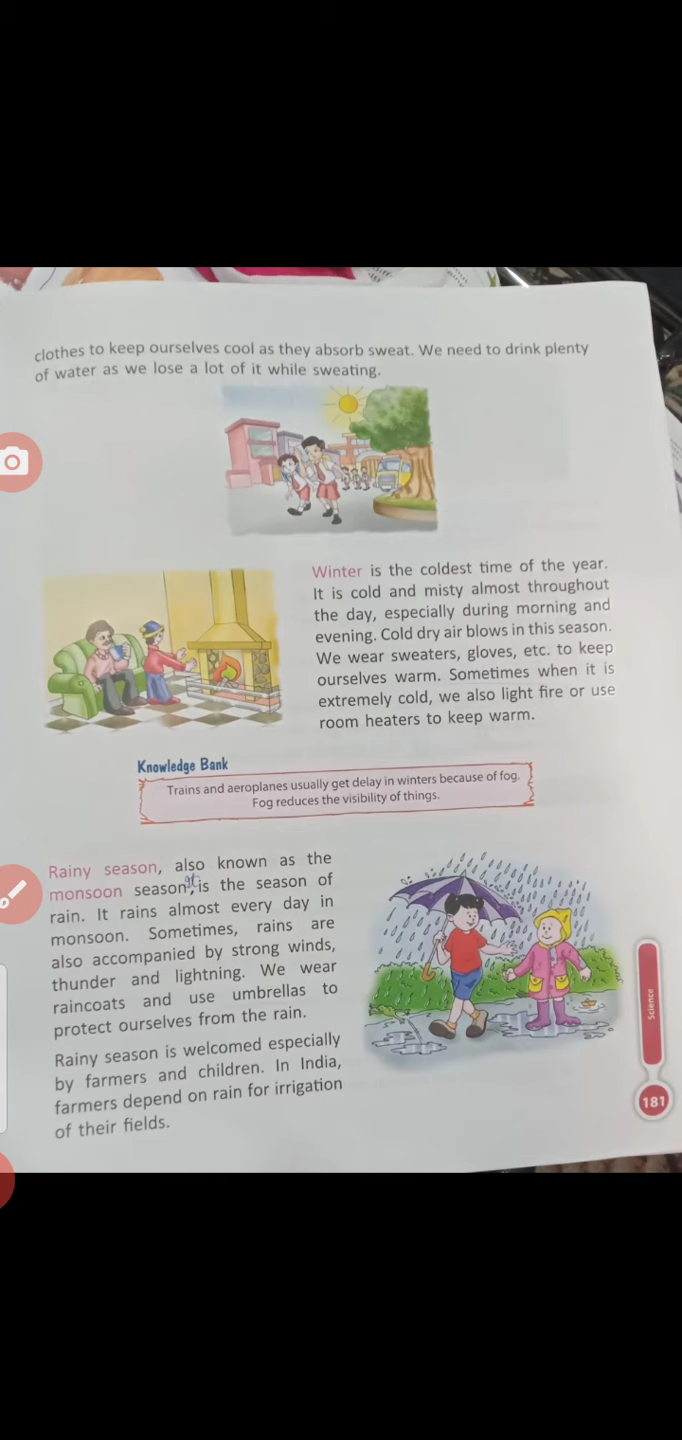 clothes to keep ourselves cool as they absorb sweat. We need to drink plenty
of water as we lose a lot of it while sweating.
Winter is the coldest time of the year.
It is cold and misty almost throughout
the day, especially during morning and
evening. Cold dry air blows in this season.
We wear sweaters, gloves, etc. to keep
ourselves warm. Sometimes when it is
extremely cold, we also light fire or use
room heaters to keep warm.
Knowledge Bank
Trains and aeroplanes usually get delay in winters because of fog.
Fog reduces the visibility of things.
Rainy season, also known as the
monsoon season, is the season of
rain. It rains almost every day in
monsoon. Sometimes, rains are
also accompanied by strong winds,
thunder and lightning. We wear
raincoats and use umbrellas to
protect ourselves from the rain.
Rainy season is welcomed especially
by farmers and children. In India,
farmers depend on rain for irrigation
of their fields.
Science
181